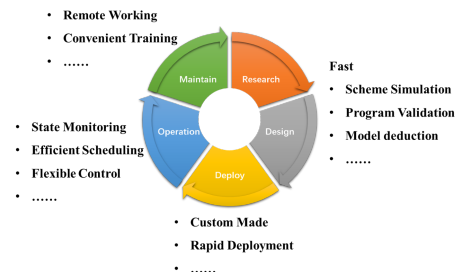 • Remote Working
• Convenient Training
• ……
Maintain
Research
Fast
• Scheme Simulation
• Program Validation
• Model deduction
• ……
Operation
Design
• State Monitoring
• Efficient Scheduling
• Flexible Control
• ……
Deploy
• Custom Made
• Rapid Deployment
• ……